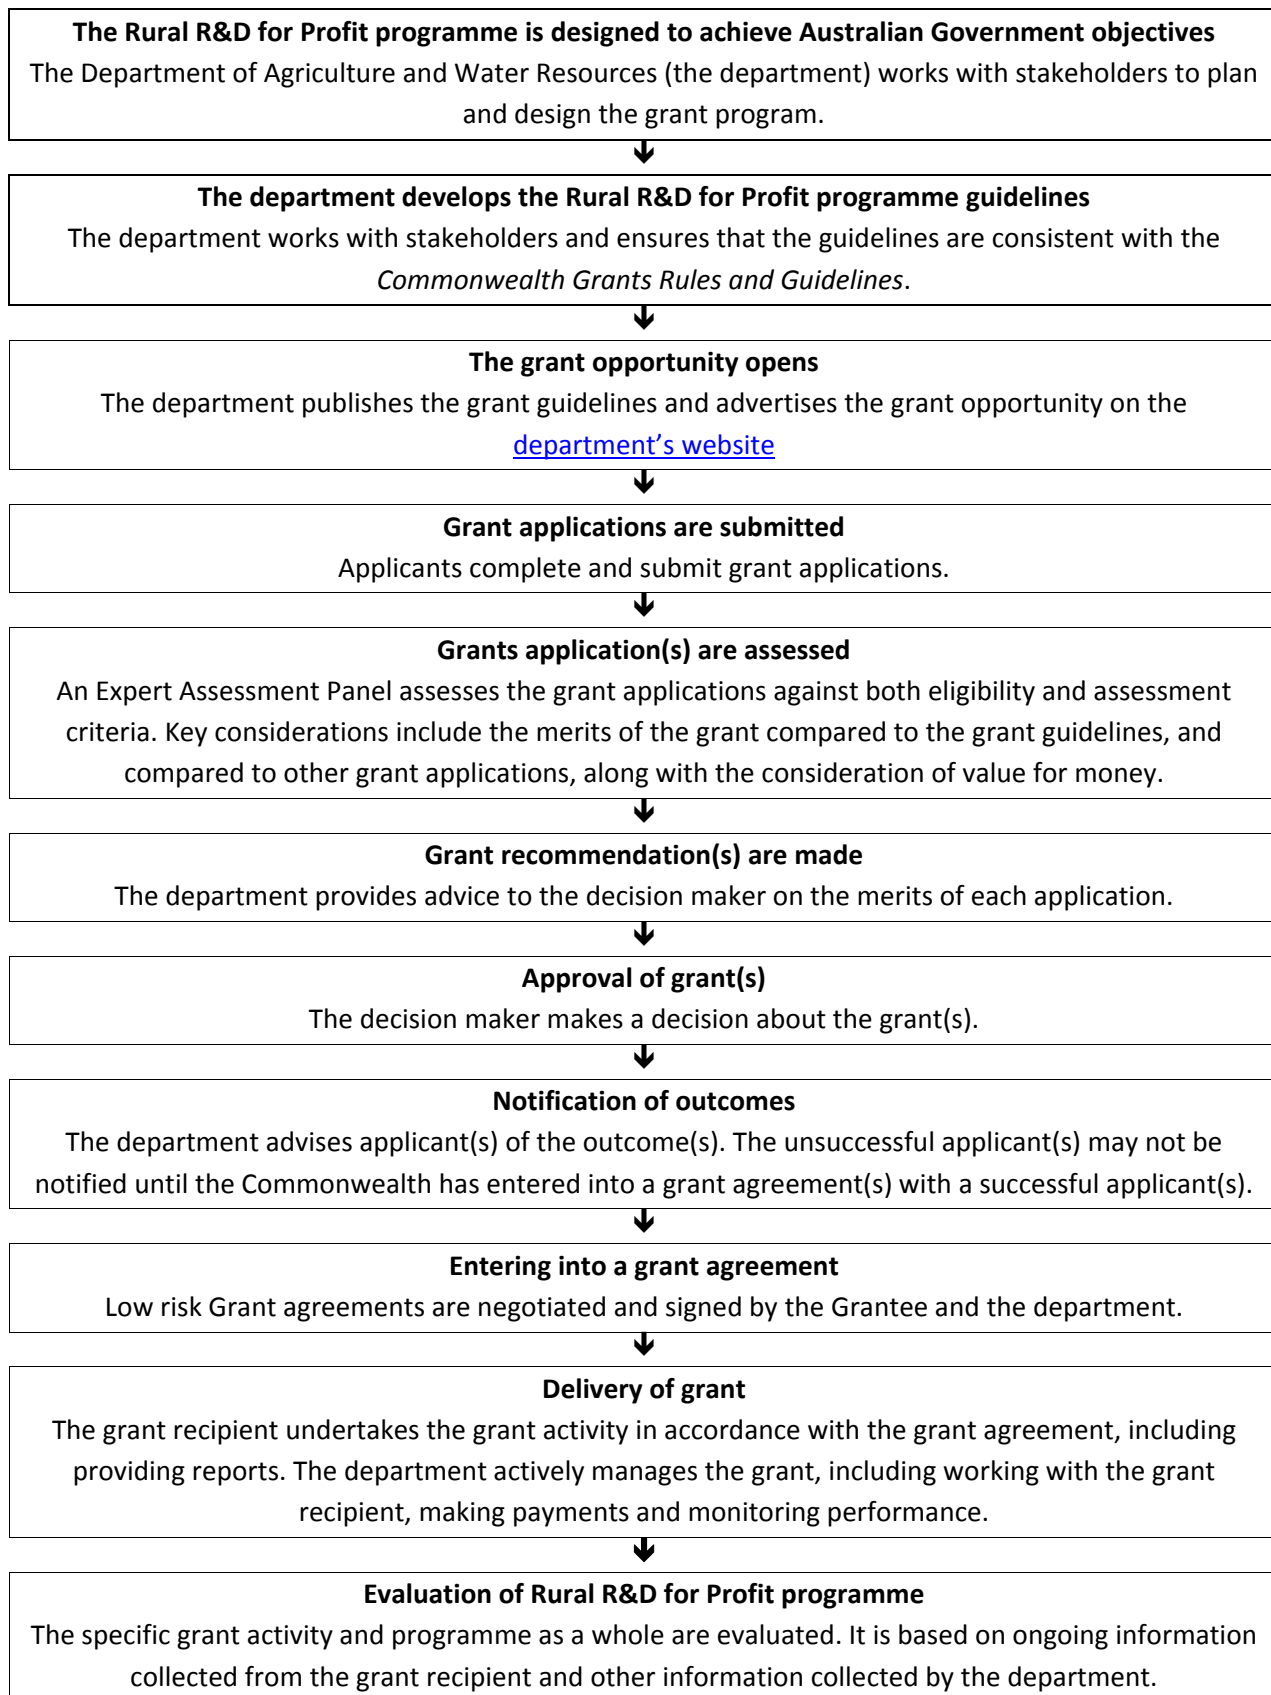 The Rural R&D for Profit programme is designed to achieve Australian Government objectives
The Department of Agriculture and Water Resources (the department) works with stakeholders to plan
and design the grant program.
The department develops the Rural R&D for Profit programme guidelines
The department works with stakeholders and ensures that the guidelines are consistent with the
Commonwealth Grants Rules and Guidelines.
The grant opportunity opens
The department publishes the grant guidelines and advertises the grant opportunity on the
department’s website
Grant applications are submitted
Applicants complete and submit grant applications.
Grants application(s) are assessed
An Expert Assessment Panel assesses the grant applications against both eligibility and assessment
criteria. Key considerations include the merits of the grant compared to the grant guidelines, and
compared to other grant applications, along with the consideration of value for money.
Grant recommendation(s) are made
The department provides advice to the decision maker on the merits of each application.
Approval of grant(s)
The decision maker makes a decision about the grant(s).
Notification of outcomes
The department advises applicant(s) of the outcome(s). The unsuccessful applicant(s) may not be
notified until the Commonwealth has entered into a grant agreement(s) with a successful applicant(s).
Entering into a grant agreement
Low risk Grant agreements are negotiated and signed by the Grantee and the department.
Delivery of grant
The grant recipient undertakes the grant activity in accordance with the grant agreement, including
providing reports. The department actively manages the grant, including working with the grant
recipient, making payments and monitoring performance.
Evaluation of Rural R&D for Profit programme
The specific grant activity and programme as a whole are evaluated. It is based on ongoing information
collected from the grant recipient and other information collected by the department.